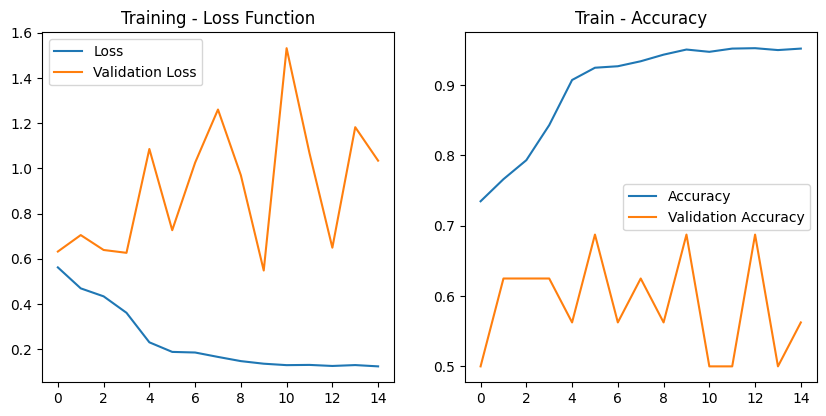 Training - Loss Function
1.6
1.4
1.2
1.0
0.8
0.6
0.4
0.2
Loss
Validation Loss
0 2 4 6 8 10 12 14
Train - Accuracy
0.9
0.8
0.7
0.6
0.5
Accuracy
Validation Accuracy
0 2 4 6 8 10 12 14